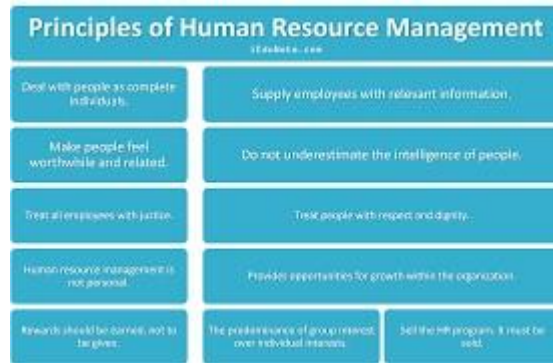 Principles of Human Resource Management
iEduNote.com
Deal with people as complete
individuals.
Supply employees with relevant information.
Make people feel
worthwhile and related.
Do not underestimate the intelligence of people.
Treat all employees with justice.
Treat people with respect and dignity.
Human resource management is
not personal.
Provides opportunities for growth within the organization.
Rewards should be earned, not to
be given.
The predominance of group interest
over individual interests.
Sell the HR program. It must be
sold.